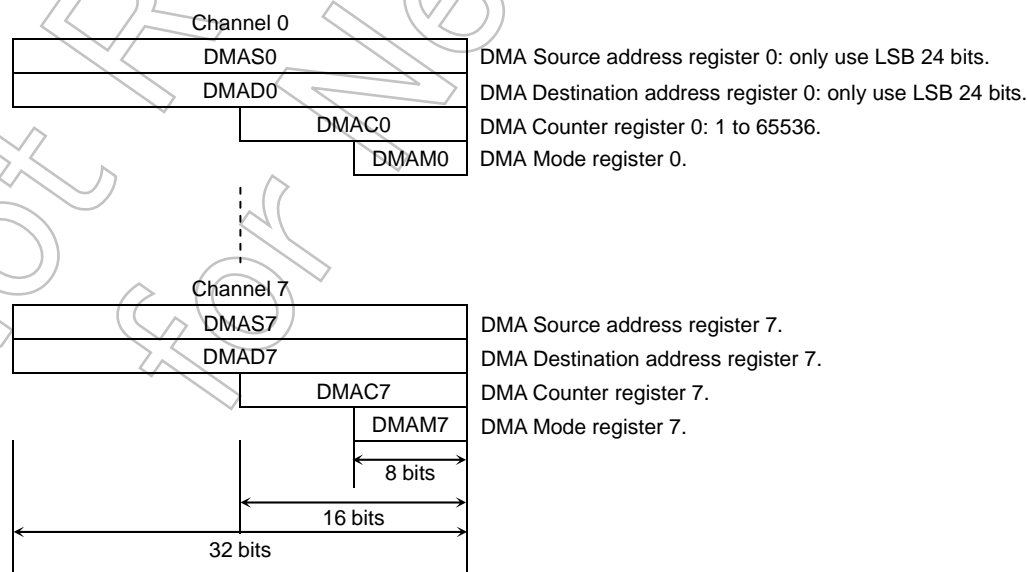 Channel 0
DMAS0 DMA Source address register 0: only use LSB 24 bits.
DMAD0 DMA Destination address register 0: only use LSB 24 bits.
DMAC0 DMA Counter register 0: 1 to 65536.
DMAM0 DMA Mode register 0.
Channel 7
DMAS7 DMA Source address register 7.
DMAD7 DMA Destination address register 7.
DMAC7 DMA Counter register 7.
DMAM7 DMA Mode register 7.
8 bits
16 bits
32 bits
for